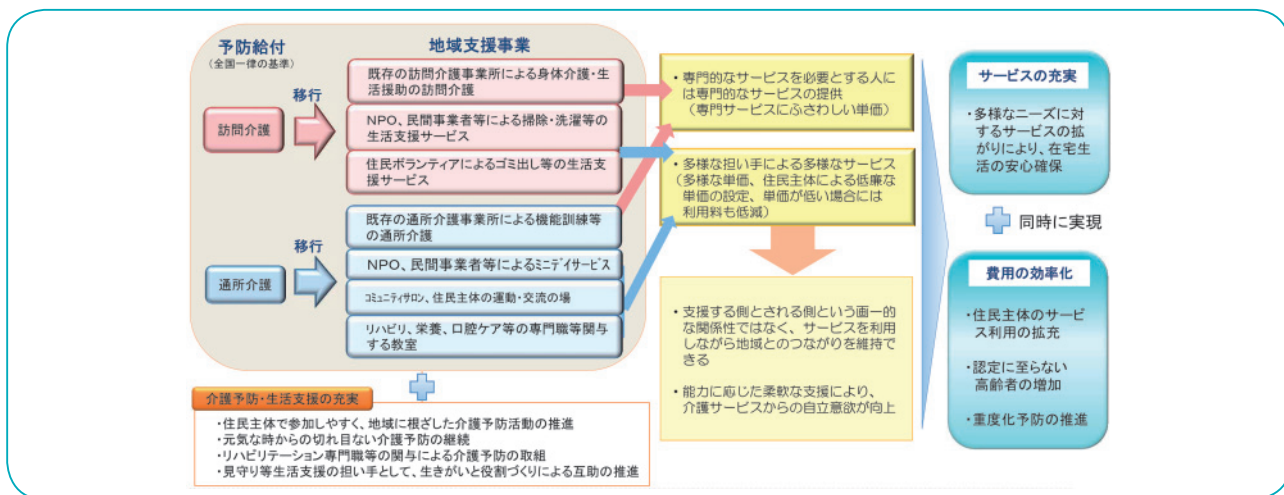 予防給付
（全国一律の基準）
地域支援事業
移行
訪問介護
既存の訪問介護事業所による身体介護・生
活援助の訪問介護
NPO、民間事業者等による掃除・洗濯等の
生活支援サービス
住民ボランティアによるゴミ出し等の生活支
援サービス
移行
通所介護
既存の通所介護事業所による機能訓練等
の通所介護
NPO、民間事業者等によるミニデイサービス
コミュニティサロン、住民主体の運動・交流の場
リハビリ、栄養、口腔ケア等の専門職等関与
する教室
介護予防・生活支援の充実
・住民主体で参加しやすく、地域に根ざした介護予防活動の推進
・元気な時からの切れ目ない介護予防の継続
・リハビリテーション専門職等の関与による介護予防の取組
・見守り等生活支援の担い手として、生きがいと役割づくりによる互助の推進
・専門的なサービスを必要とする人に
は専門的なサービスの提供
（専門サービスにふさわしい単価）
・多様な担い手による多様なサービス
（多様な単価、住民主体による低廉な
単価の設定、単価が低い場合には
利用料も低減）
・支援する側とされる側という画一的
な関係性ではなく、サービスを利用
しながら地域とのつながりを維持で
きる
・能力に応じた柔軟な支援により、
介護サービスからの自立意欲が向上
サービスの充実
・多様なニーズに対
するサービスの拡
がりにより、在宅生
活の安心確保
同時に実現
費用の効率化
・住民主体のサービ
ス利用の拡充
・認定に至らない
高齢者の増加
・重度化予防の推進